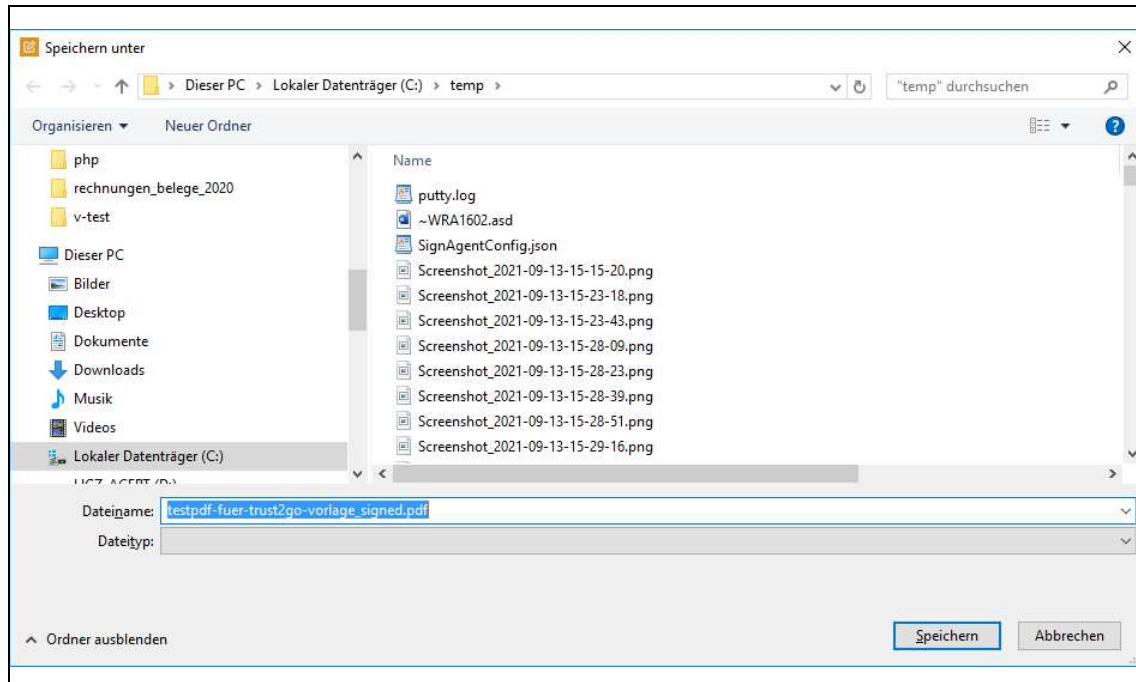 Speichern unter
Dieser PC > Lokaler Datenträger (C:) > temp >
"temp" durchsuchen
Organisieren
Neuer Ordner
php
rechnungen_belege_2020
v-test
Dieser PC
Bilder
Desktop
Dokumente
Downloads
Musik
Videos
Lokaler Datenträger (C:)
Name
putty.log
~WRA1602.asd
SignAgentConfig.json
Screenshot_2021-09-13-15-15-20.png
Screenshot_2021-09-13-15-23-18.png
Screenshot_2021-09-13-15-23-43.png
Screenshot_2021-09-13-15-28-09.png
Screenshot_2021-09-13-15-28-23.png
Screenshot_2021-09-13-15-28-39.png
Screenshot_2021-09-13-15-28-51.png
Screenshot_2021-09-13-15-29-16.png
Dateiname: testpdf-fuer-trust2go-vorlage_signed.pdf
Dateityp:
Ordner ausblenden
Speichern
Abbrechen